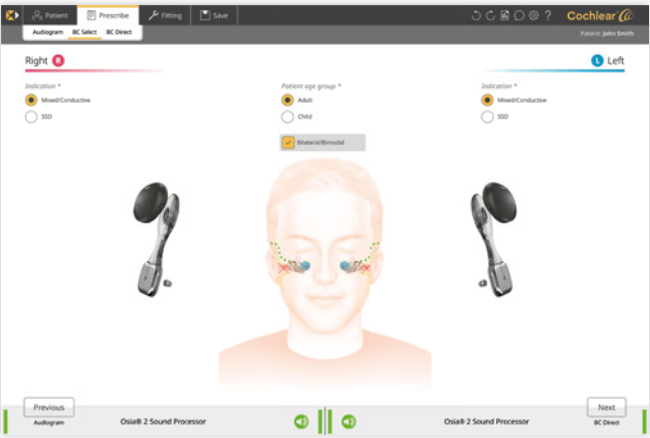 Patient
Prescribe
Fitting
Save
Cochlear®
Audiogram BC Select BC Direct
Patient: John Smith
Right R
L Left
Indication *
Mixed/Conductive
SSD
Patient age group *
Adult
Child
Bilateral/Bimodal
Indication *
Mixed/Conductive
SSD
Previous
Audiogram
Osia® 2 Sound Processor
Osia® 2 Sound Processor
Next
BC Direct